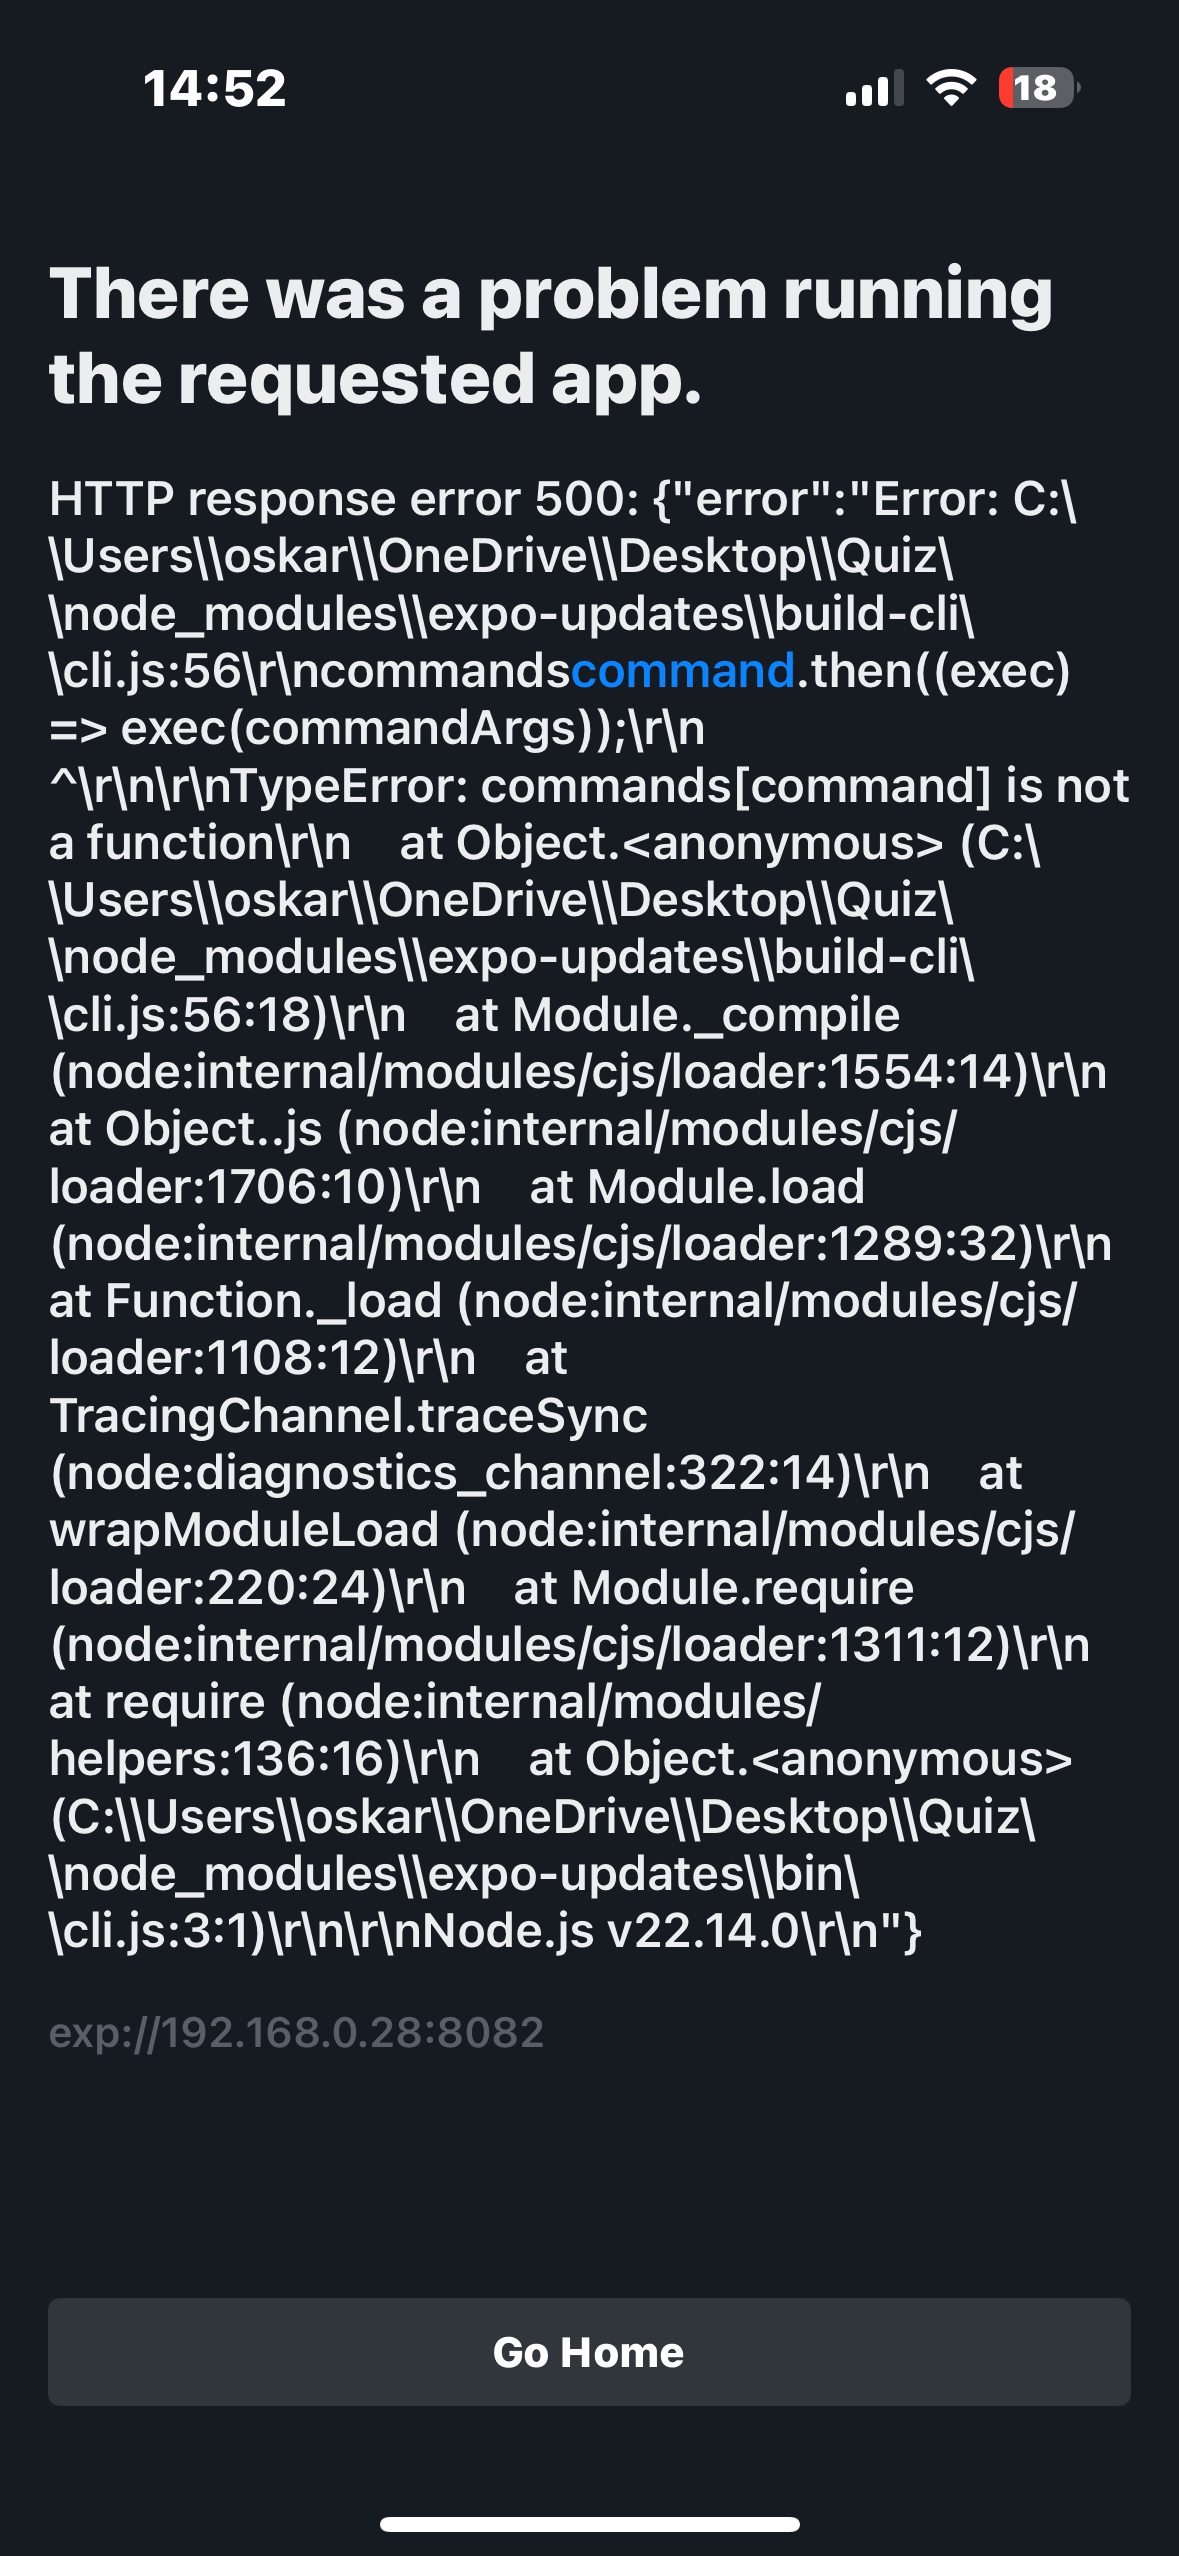 14:52
18
There was a problem running
the requested app.
HTTP response error 500: {"error":"Error: C:\
\Users\\oskar\\OneDrive\\Desktop\\Quiz\
\node_modules\\expo-updates\\build-cli\
\cli.js:56\r\ncommandscommand.then((exec)
=> exec(commandArgs));\r\n
^\r\n\r\nTypeError: commands[command] is not
a function\r\n    at Object.<anonymous> (C:\
\Users\\oskar\\OneDrive\\Desktop\\Quiz\
\node_modules\\expo-updates\\build-cli\
\cli.js:56:18)\r\n    at Module._compile
(node:internal/modules/cjs/loader:1554:14)\r\n
at Object..js (node:internal/modules/cjs/
loader:1706:10)\r\n    at Module.load
(node:internal/modules/cjs/loader:1289:32)\r\n
at Function._load (node:internal/modules/cjs/
loader:1108:12)\r\n    at
TracingChannel.traceSync
(node:diagnostics_channel:322:14)\r\n    at
wrapModuleLoad (node:internal/modules/cjs/
loader:220:24)\r\n    at Module.require
(node:internal/modules/cjs/loader:1311:12)\r\n
at require (node:internal/modules/
helpers:136:16)\r\n    at Object.<anonymous>
(C:\\Users\\oskar\\OneDrive\\Desktop\\Quiz\
\node_modules\\expo-updates\\bin\
\cli.js:3:1)\r\n\r\nNode.js v22.14.0\r\n"}
exp://192.168.0.28:8082
Go Home